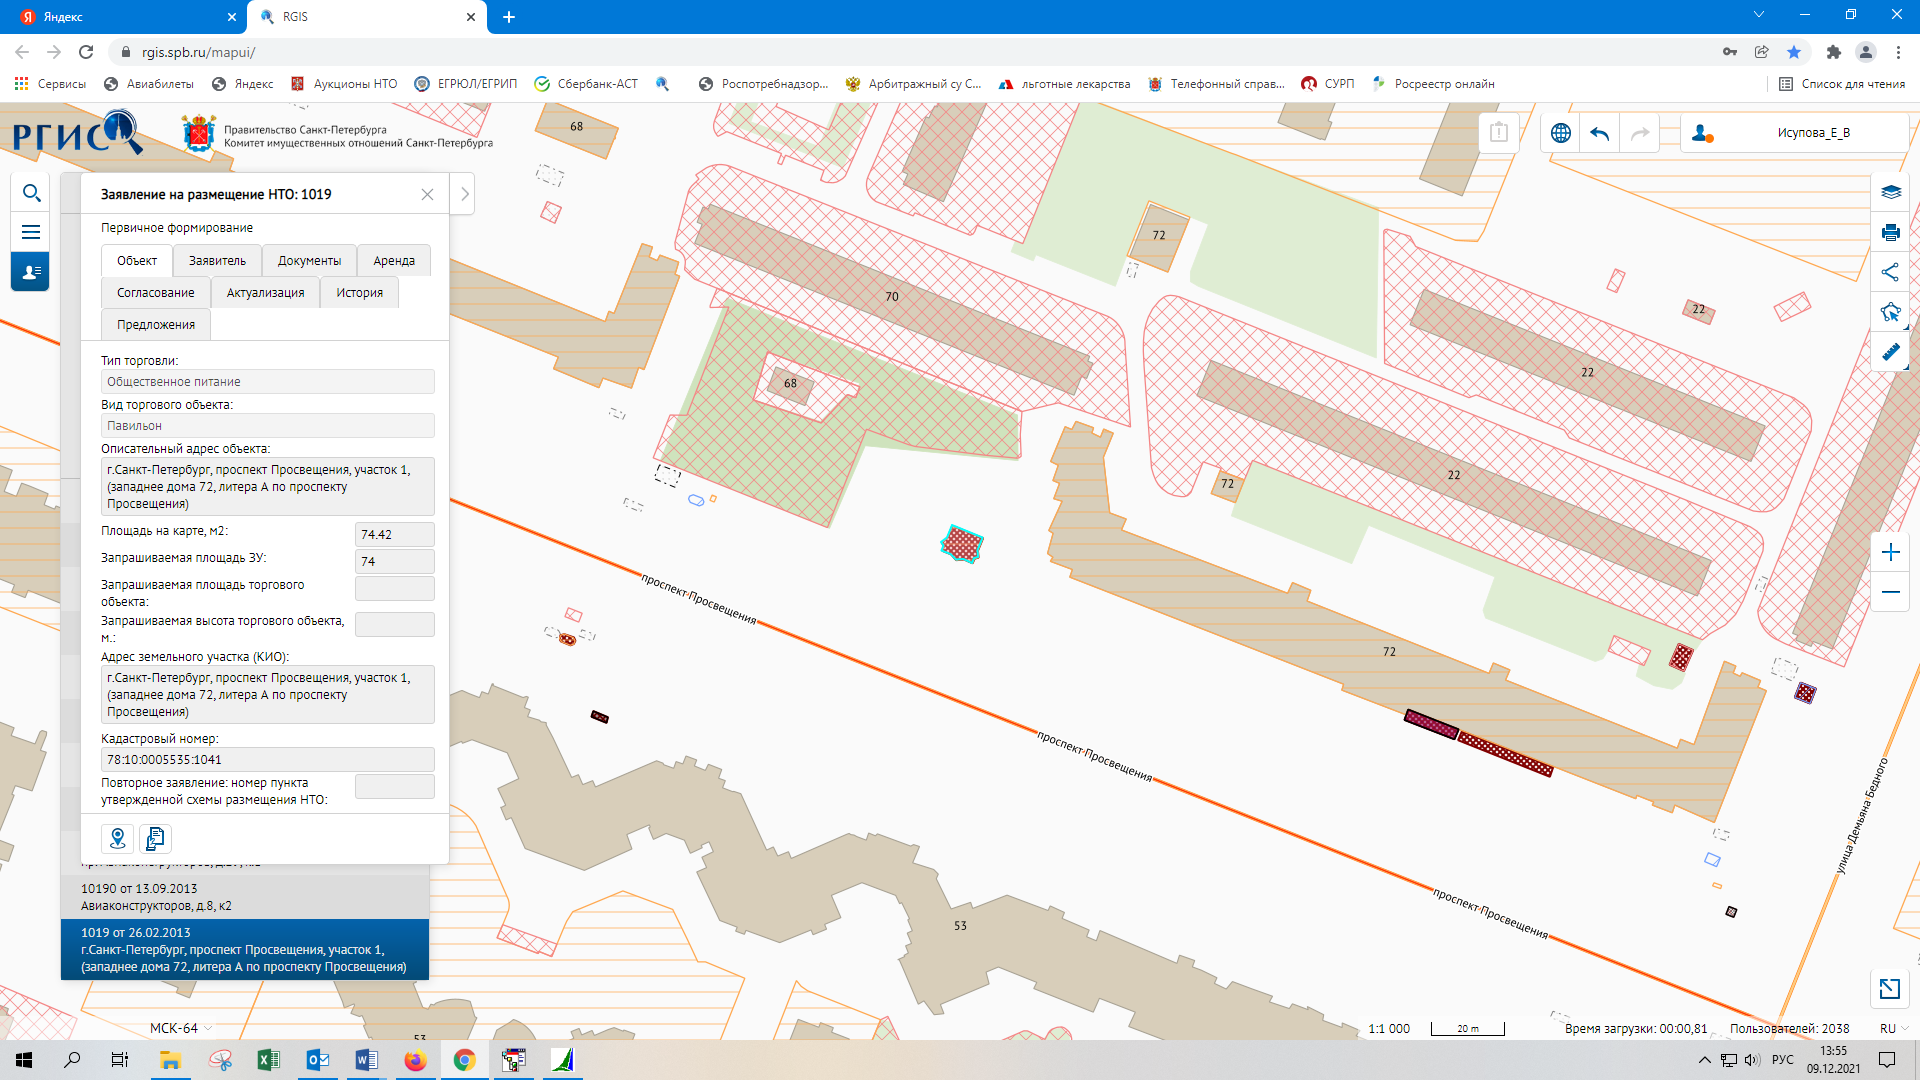 Яндекс
RGIS
rgis.spb.ru/mapui/
Сервисы
Авиабилеты
Яндекс
Аукционы НТО
ЕГРЮЛ/ЕГРИП
Сбербанк-АСТ
Роспотребнадзор...
Арбитражный су С...
льготные лекарства
Телефонный справ...
СУРП
Росреестр онлайн
Список для чтения
РГИС
Правительство Санкт-Петербурга
Комитет имущественных отношений Санкт-Петербурга
Исупова_Е_В
Заявление на размещение НТО: 1019
Первичное формирование
Объект
Заявитель
Документы
Аренда
Согласование
Актуализация
История
Предложения
Тип торговли:
Общественное питание
Вид торгового объекта:
Павильон
Описательный адрес объекта:
г.Санкт-Петербург, проспект Просвещения, участок 1,
(западнее дома 72, литера А по проспекту
Просвещения)
Площадь на карте, м2:
74.42
Запрашиваемая площадь ЗУ:
74
Запрашиваемая площадь торгового
объекта:
Запрашиваемая высота торгового объекта,
м.:
Адрес земельного участка (КИО):
г.Санкт-Петербург, проспект Просвещения, участок 1,
(западнее дома 72, литера А по проспекту
Просвещения)
Кадастровый номер:
78:10:0005535:1041
Повторное заявление: номер пункта
утвержденной схемы размещения НТО:
10190 от 13.09.2013
Авиаконструкторов, д.8, к2
1019 от 26.02.2013
г.Санкт-Петербург, проспект Просвещения, участок 1,
(западнее дома 72, литера А по проспекту Просвещения)
68
72
70
22
22
68
22
72
72
53
53
проспект Просвещения
проспект Просвещения
проспект Просвещения
улица Демьяна Бедного
МСК-64
1:1 000
20 m
Время загрузки: 00:00,81
Пользователей: 2038
RU
РУС
13:55
09.12.2021